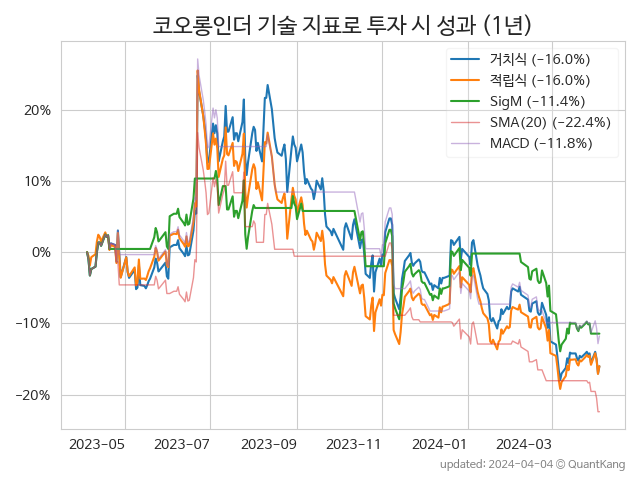 코오롱인더 기술 지표로 투자 시 성과 (1년)
거치식 (−16.0%)
적립식 (−16.0%)
SigM (−11.4%)
SMA(20) (−22.4%)
MACD (−11.8%)
20%
10%
0%
−10%
−20%
2023-05 2023-07 2023-09 2023-11 2024-01 2024-03
updated: 2024-04-04 © QuantKang